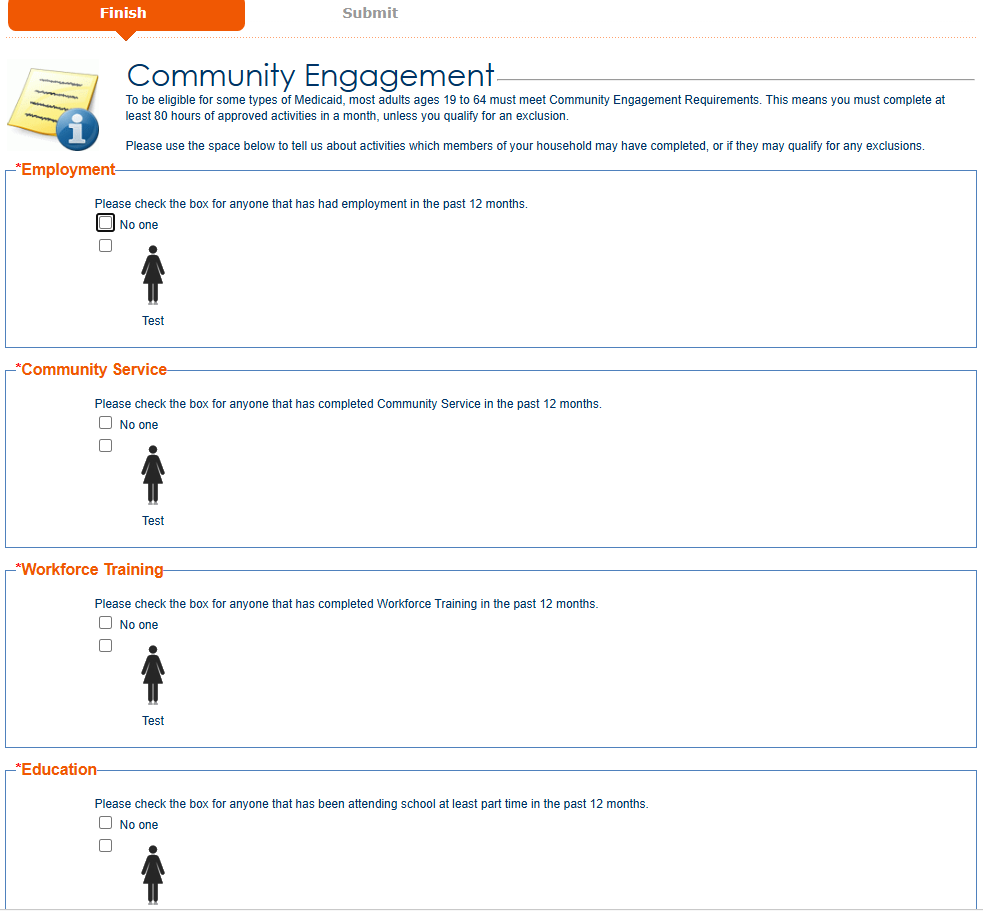 Finish
Submit
Community Engagement
To be eligible for some types of Medicaid, most adults ages 19 to 64 must meet Community Engagement Requirements. This means you must complete at
least 80 hours of approved activities in a month, unless you qualify for an exclusion.
Please use the space below to tell us about activities which members of your household may have completed, or if they may qualify for any exclusions.
*Employment
Please check the box for anyone that has had employment in the past 12 months.
No one
Test
*Community Service
Please check the box for anyone that has completed Community Service in the past 12 months.
No one
Test
*Workforce Training
Please check the box for anyone that has completed Workforce Training in the past 12 months.
No one
Test
*Education
Please check the box for anyone that has been attending school at least part time in the past 12 months.
No one